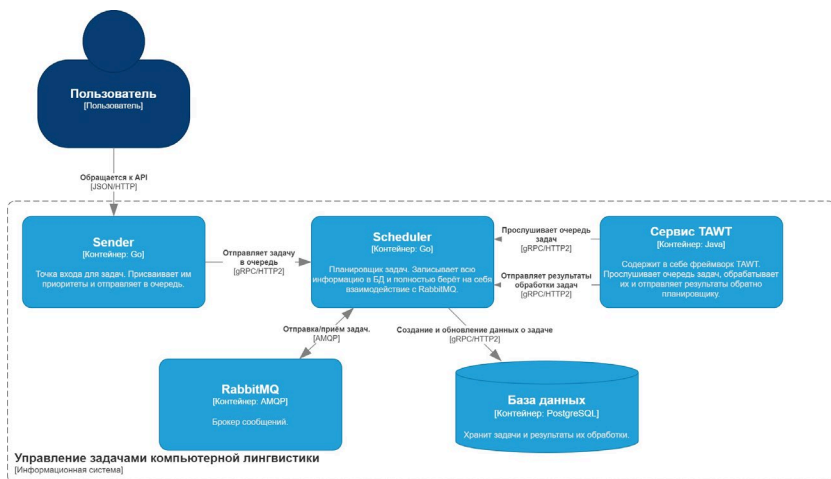 Пользователь
[Пользователь]
Обращается к API
[JSON/HTTP]
Sender
[Контейнер: Go]
Точка входа для задач. Присваивает им
приоритеты и отправляет в очередь.
Отправляет задачу
в очередь
[gRPC/HTTP2]
Scheduler
[Контейнер: Go]
Планировщик задач. Записывает всю
информацию в БД и полностью берёт на себя
взаимодействие с RabbitMQ.
Прослушивает очередь
задач
[gRPC/HTTP2]
Отправляет результаты
обработки задач
[gRPC/HTTP2]
Сервис TAWT
[Контейнер: Java]
Содержит в себе фреймворк TAWT.
Прослушивает очередь задач, обрабатывает
их и отправляет результаты обратно
планировщику.
Отправка/приём задач.
[AMQP]
Создание и обновление данных о задаче
[gRPC/HTTP2]
RabbitMQ
[Контейнер: AMQP]
Брокер сообщений.
База данных
[Контейнер: PostgreSQL]
Хранит задачи и результаты их обработки.
Управление задачами компьютерной лингвистики
[Информационная система]